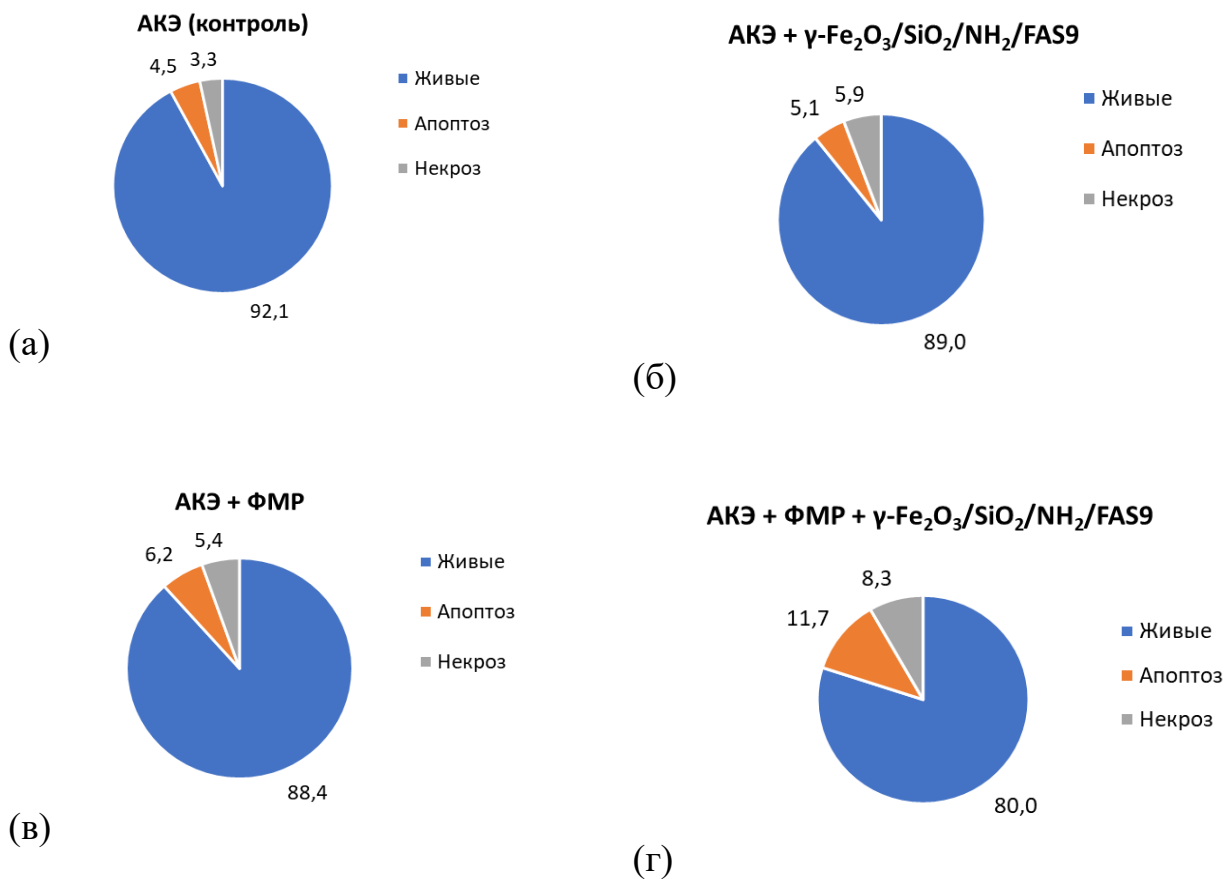 АКЭ (контроль)
4,5
3,3
Живые
Апоптоз
Некроз
92,1
(а)
АКЭ + γ-Fe₂O₃/SiO₂/NH₂/FAS9
5,1
5,9
Живые
Апоптоз
Некроз
89,0
(б)
АКЭ + ФМР
6,2
5,4
Живые
Апоптоз
Некроз
88,4
(в)
АКЭ + ФМР + γ-Fe₂O₃/SiO₂/NH₂/FAS9
11,7
8,3
Живые
Апоптоз
Некроз
80,0
(г)